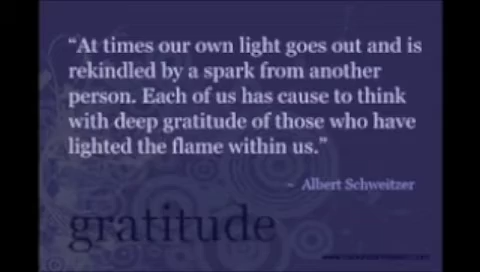 “At times our own light goes out and is
rekindled by a spark from another
person. Each of us has cause to think
with deep gratitude of those who have
lighted the flame within us.”
- Albert Schweitzer
gratitude